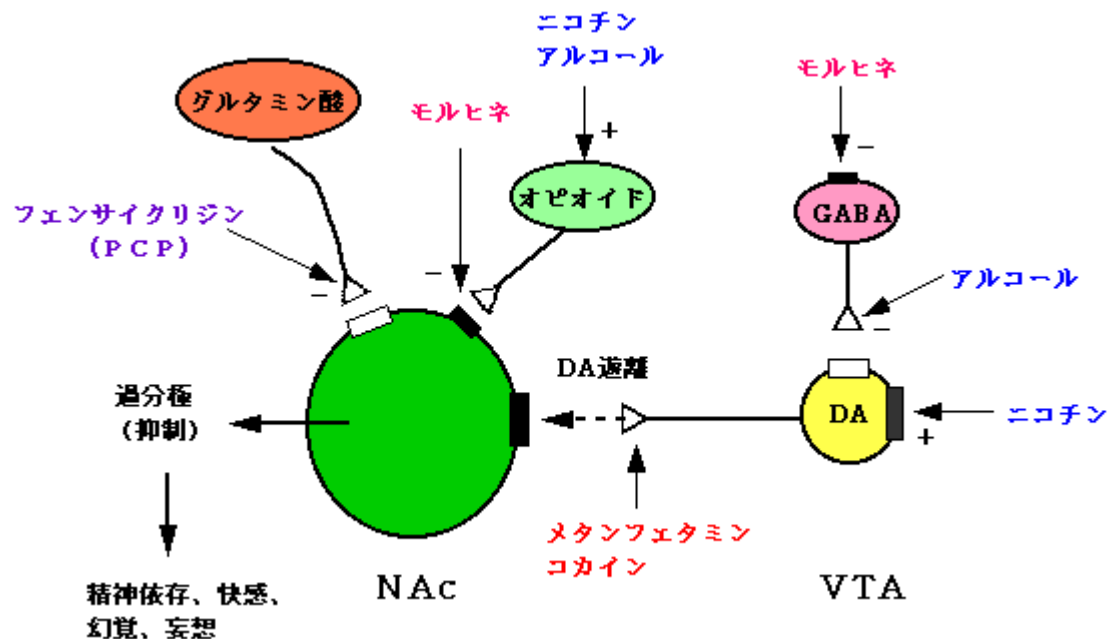 ニコチン
アルコール
モルヒネ
グルタミン酸
モルヒネ
+
−
オピオイド
GABA
フェンサイクリジン
(PCP)
−
−
アルコール
−
DA遊離
過分極
(抑制)
DA
ニコチン
+
メタンフェタミン
コカイン
NAc
VTA
精神依存、快感、
幻覚、妄想